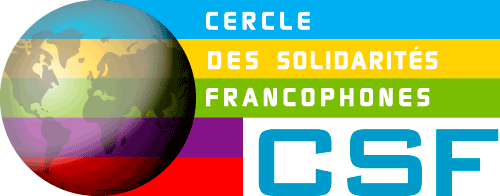 CERCLE
DES SOLIDARITÉS
FRANCOPHONES
CSF